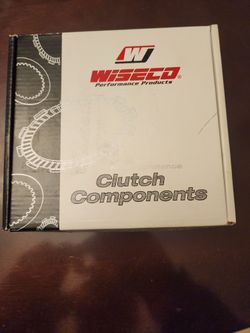 W
WISECO®
Performance Products
Clutch
Components